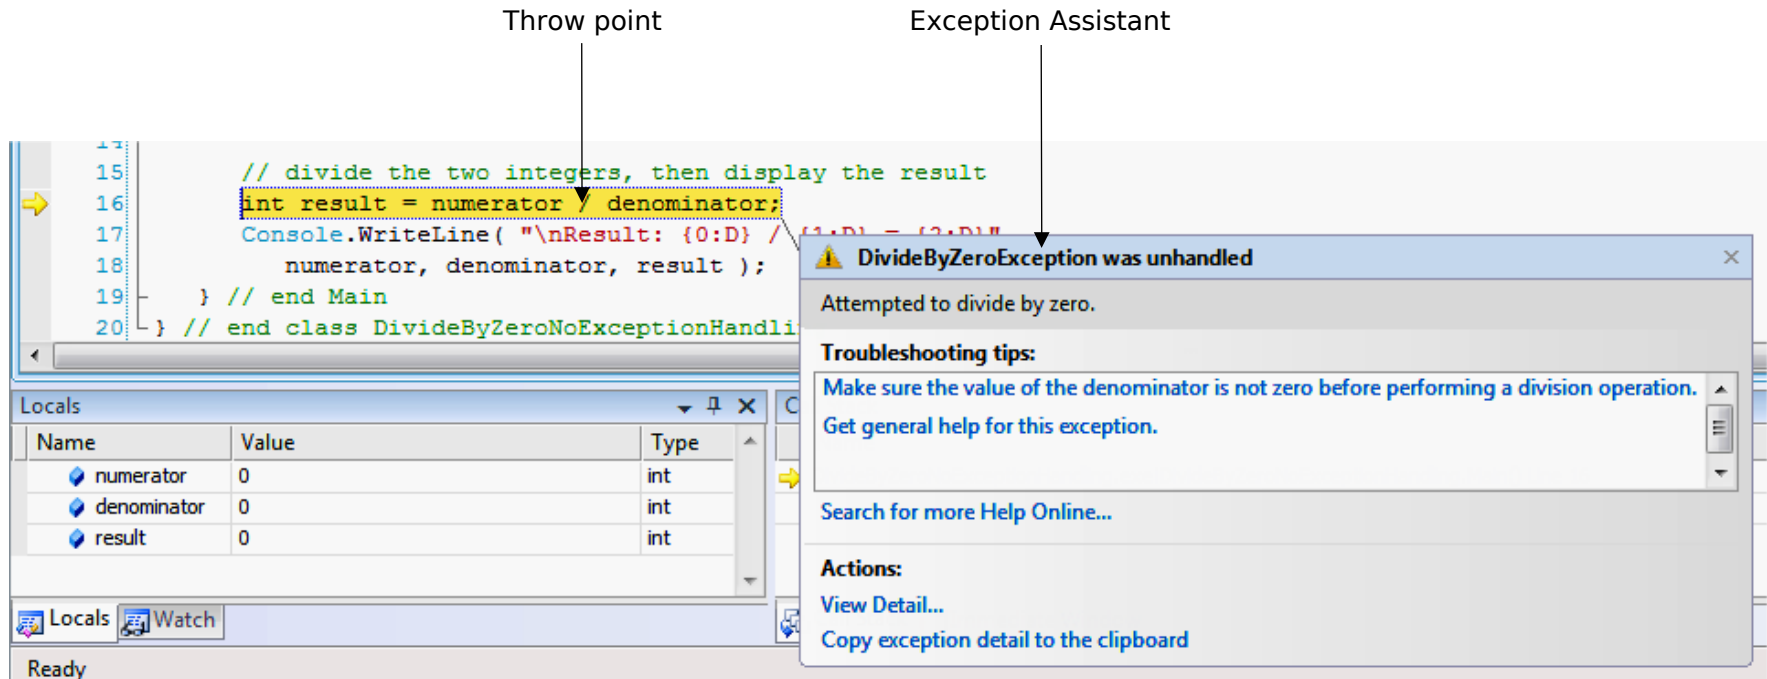 Throw point Exception Assistant
15 // divide the two integers, then display the result
16 int result = numerator / denominator;
17 Console.WriteLine( "\nResult: {0:D} / {1:D} = {2:D}"
18 numerator, denominator, result );
19 } // end Main
20 } // end class DivideByZeroNoExceptionHandli
DivideByZeroException was unhandled
Attempted to divide by zero.
Troubleshooting tips:
Make sure the value of the denominator is not zero before performing a division operation.
Get general help for this exception.
Search for more Help Online...
Actions:
View Detail...
Copy exception detail to the clipboard
Locals
Name Value Type
numerator 0 int
denominator 0 int
result 0 int
Locals Watch
Ready